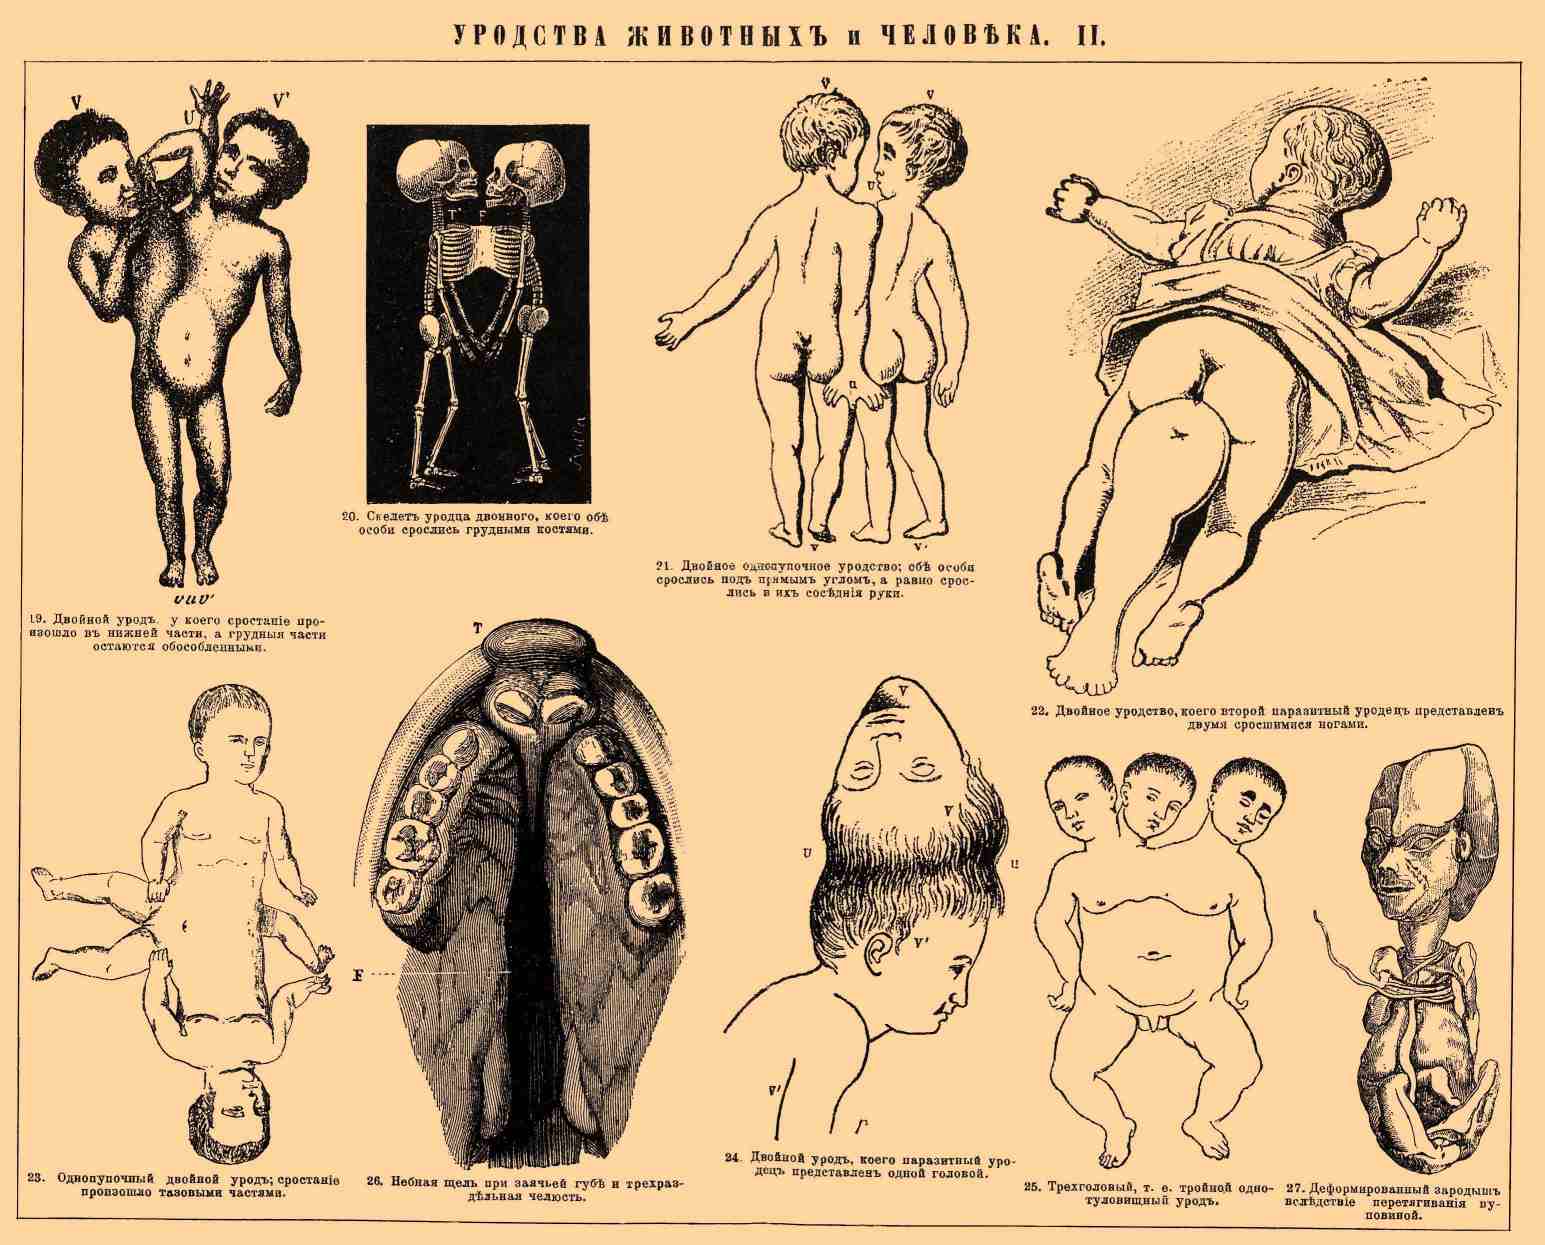 УРОДСТВА ЖИВОТНЫХЪ и ЧЕЛОВѢКА. II.
V
U
V'
vuv'
19. Двойной уродъ. у коего сростаніе про-
изошло въ нижней части, а грудныя части
остаются обособленными.
T F
20. Скелетъ уродца двоинаго, коего обѣ
особи срослись грудными костями.
V
V
U
u
V
V'
21. Двойное однопупочное уродство; обѣ особи
срослись подъ прямымъ угломъ, а равно срос-
лись и ихъ сосѣднія руки.
22. Двойное уродство, коего второй паразитный уродецъ представленъ
двумя сросшимися ногами.
23. Однопупочный двойной уродъ; сростаніе
произошло тазовыми частями.
T
F
26. Небная щель при заячьей губѣ и трехраз-
дѣльная челюсть.
V
V
U
u
V'
V'
r
24. Двойной уродъ, коего паразитный уро-
децъ представленъ одной головой.
25. Трехголовый, т. е. тройной одно-
туловищный уродъ.
27. Деформированный зародышъ
вслѣдствіе перетягиванія пу-
повиной.